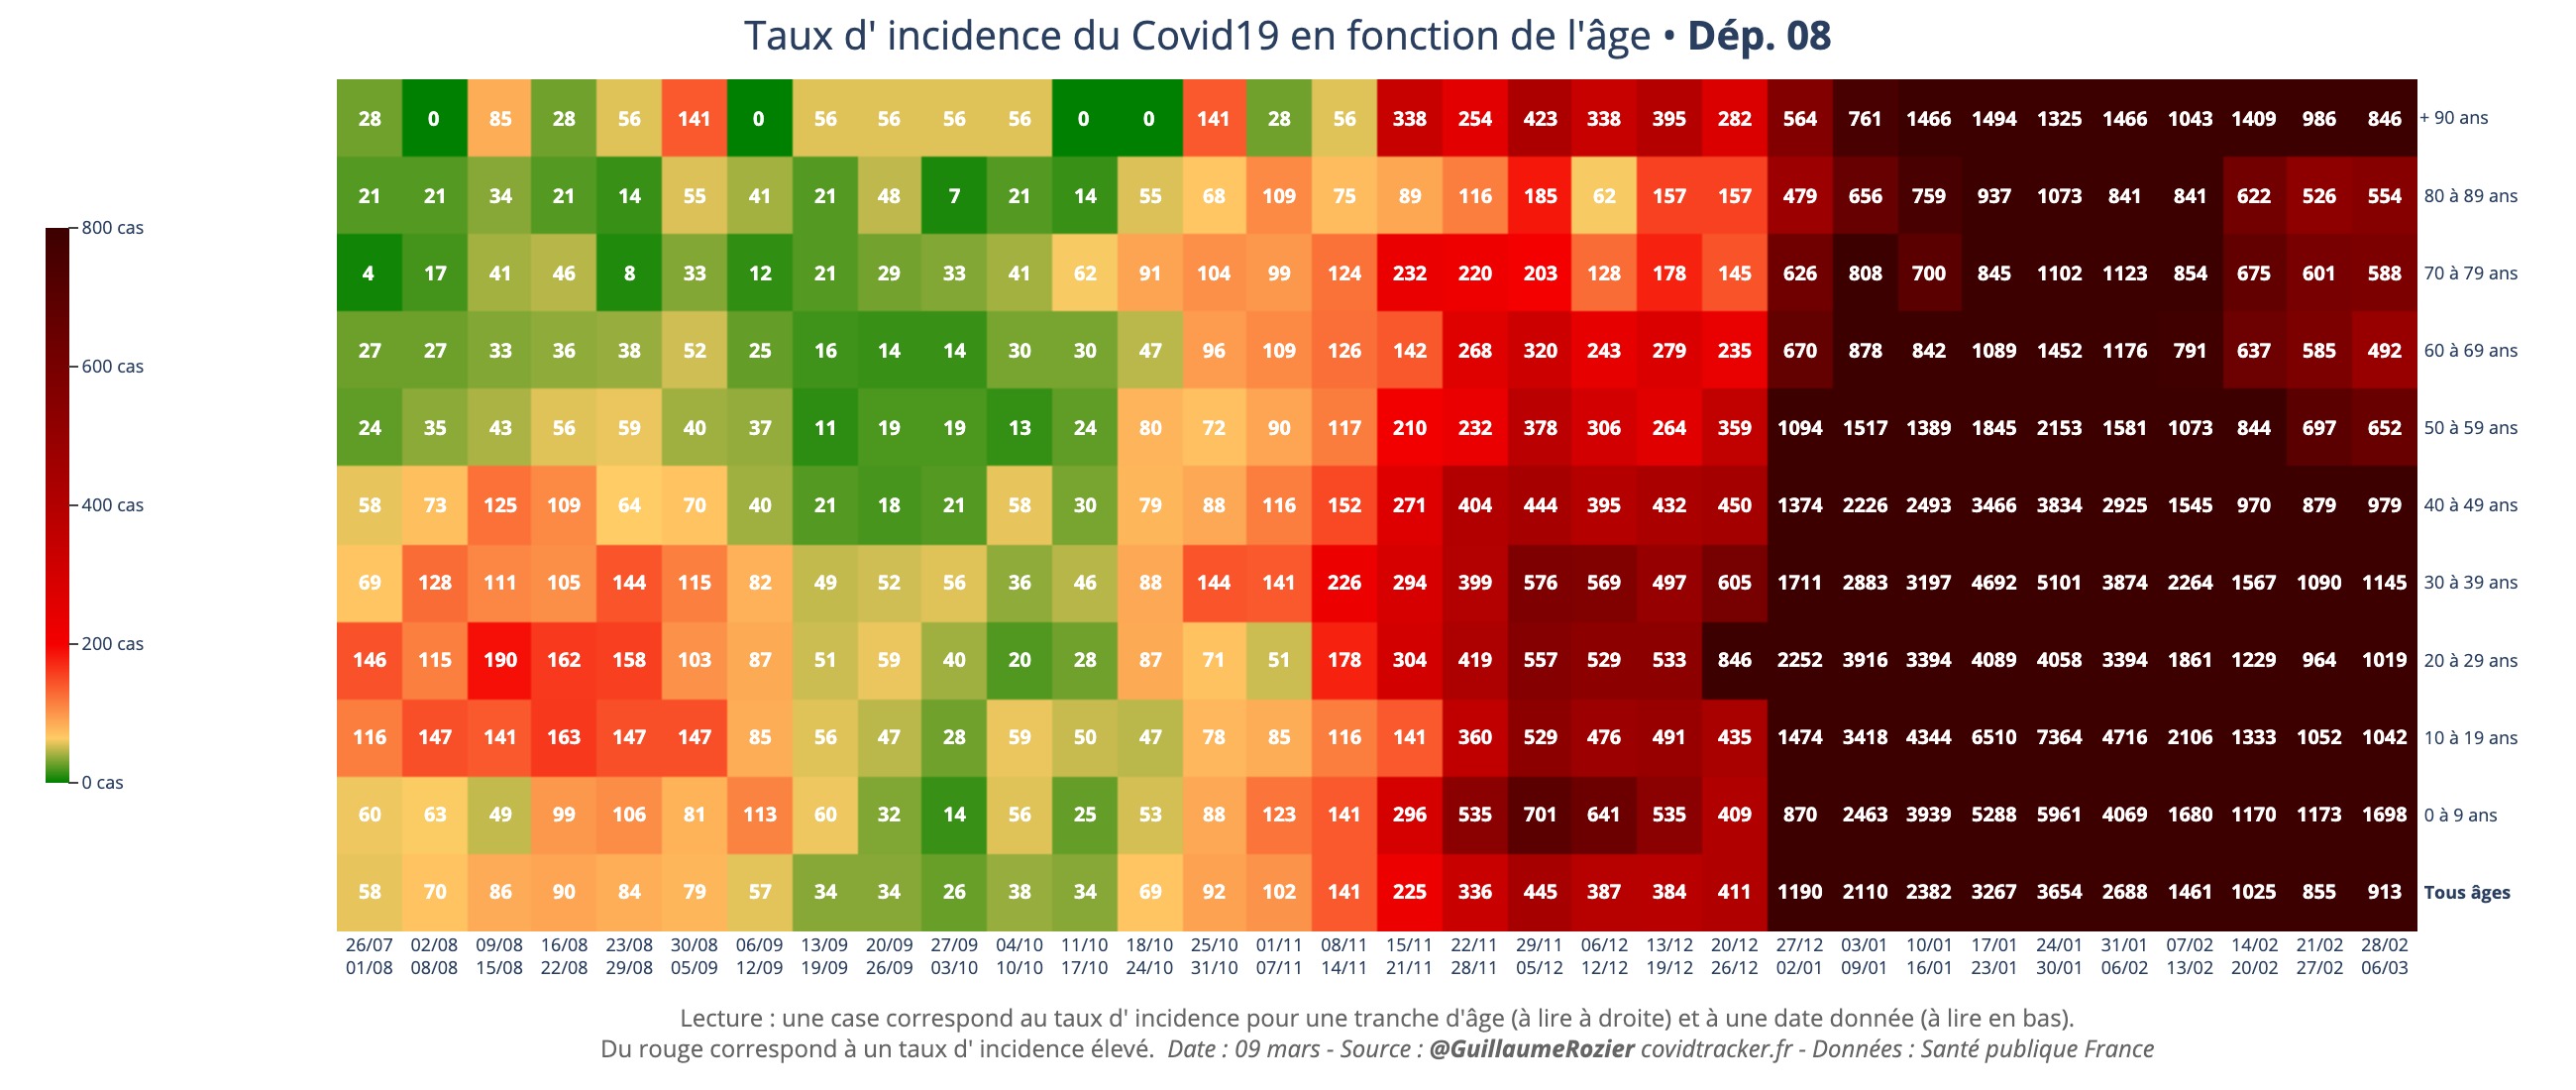 Taux d' incidence du Covid19 en fonction de l'âge • Dép. 08
800 cas
600 cas
400 cas
200 cas
0 cas
28 0 85 28 56 141 0 56 56 56 56 0 0 141 28 56 338 254 423 338 395 282 564 761 1466 1494 1325 1466 1043 1409 986 846 + 90 ans
21 21 34 21 14 55 41 21 48 7 21 14 55 68 109 75 89 116 185 62 157 157 479 656 759 937 1073 841 841 622 526 554 80 à 89 ans
4 17 41 46 8 33 12 21 29 33 41 62 91 104 99 124 232 220 203 128 178 145 626 808 700 845 1102 1123 854 675 601 588 70 à 79 ans
27 27 33 36 38 52 25 16 14 14 30 30 47 96 109 126 142 268 320 243 279 235 670 878 842 1089 1452 1176 791 637 585 492 60 à 69 ans
24 35 43 56 59 40 37 11 19 19 13 24 80 72 90 117 210 232 378 306 264 359 1094 1517 1389 1845 2153 1581 1073 844 697 652 50 à 59 ans
58 73 125 109 64 70 40 21 18 21 58 30 79 88 116 152 271 404 444 395 432 450 1374 2226 2493 3466 3834 2925 1545 970 879 979 40 à 49 ans
69 128 111 105 144 115 82 49 52 56 36 46 88 144 141 226 294 399 576 569 497 605 1711 2883 3197 4692 5101 3874 2264 1567 1090 1145 30 à 39 ans
146 115 190 162 158 103 87 51 59 40 20 28 87 71 51 178 304 419 557 529 533 846 2252 3916 3394 4089 4058 3394 1861 1229 964 1019 20 à 29 ans
116 147 141 163 147 147 85 56 47 28 59 50 47 78 85 116 141 360 529 476 491 435 1474 3418 4344 6510 7364 4716 2106 1333 1052 1042 10 à 19 ans
60 63 49 99 106 81 113 60 32 14 56 25 53 88 123 141 296 535 701 641 535 409 870 2463 3939 5288 5961 4069 1680 1170 1173 1698 0 à 9 ans
58 70 86 90 84 79 57 34 34 26 38 34 69 92 102 141 225 336 445 387 384 411 1190 2110 2382 3267 3654 2688 1461 1025 855 913 Tous âges
26/07 02/08 09/08 16/08 23/08 30/08 06/09 13/09 20/09 27/09 04/10 11/10 18/10 25/10 01/11 08/11 15/11 22/11 29/11 06/12 13/12 20/12 27/12 03/01 10/01 17/01 24/01 31/01 07/02 14/02 21/02 28/02
01/08 08/08 15/08 22/08 29/08 05/09 12/09 19/09 26/09 03/10 10/10 17/10 24/10 31/10 07/11 14/11 21/11 28/11 05/12 12/12 19/12 26/12 02/01 09/01 16/01 23/01 30/01 06/02 13/02 20/02 27/02 06/03
Lecture : une case correspond au taux d' incidence pour une tranche d'âge (à lire à droite) et à une date donnée (à lire en bas).
Du rouge correspond à un taux d' incidence élevé. Date : 09 mars - Source : @GuillaumeRozier covidtracker.fr - Données : Santé publique France